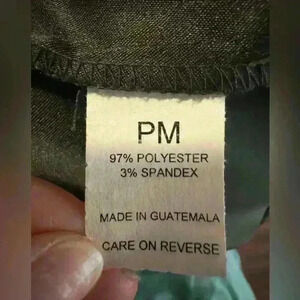 PM
97% POLYESTER
3% SPANDEX
MADE IN GUATEMALA
CARE ON REVERSE